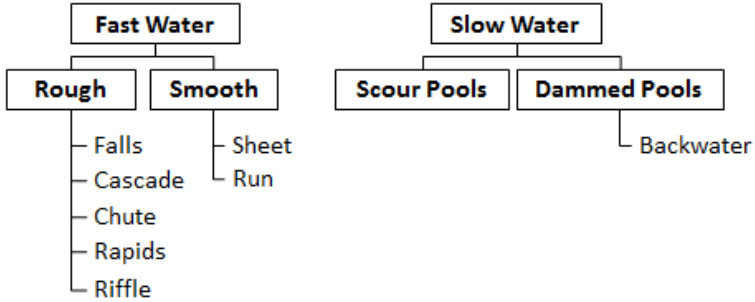 Fast Water
Slow Water
Rough
Smooth
Scour Pools
Dammed Pools
Falls
Cascade
Chute
Rapids
Riffle
Sheet
Run
Backwater